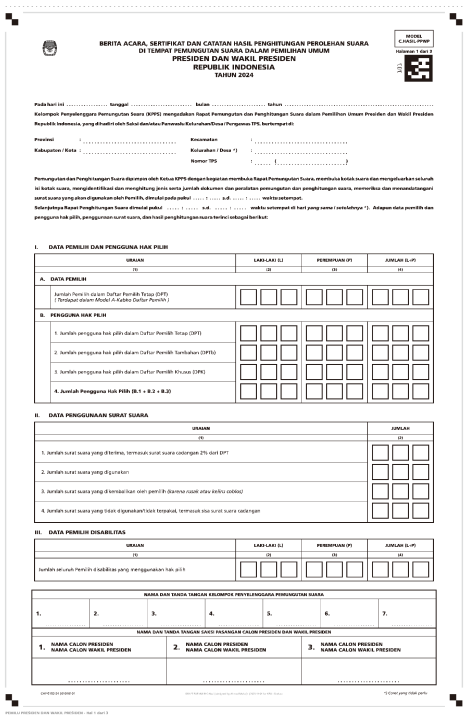 MODEL
C.HASIL-PPWP
Halaman 1 dari 3
BERITA ACARA, SERTIFIKAT DAN CATATAN HASIL PENGHITUNGAN PEROLEHAN SUARA
DI TEMPAT PEMUNGUTAN SUARA DALAM PEMILIHAN UMUM
PRESIDEN DAN WAKIL PRESIDEN
REPUBLIK INDONESIA
TAHUN 2024
Pada hari ini .................. tanggal .......................... bulan .......................... tahun ..........................
Kelompok Penyelenggara Pemungutan Suara (KPPS) mengadakan Rapat Pemungutan dan Penghitungan Suara dalam Pemilihan Umum Presiden dan Wakil Presiden
Republik Indonesia, yang dihadiri oleh Saksi dan/atau Panwaslu Kelurahan/Desa / Pengawas TPS, bertempat di:
Provinsi : .......................... Kecamatan : ..........................
Kabupaten / Kota : .......................... Kelurahan / Desa *) : ..........................
Nomor TPS : ...... ( .......................... )
Pemungutan dan Penghitungan Suara dipimpin oleh Ketua KPPS dengan kegiatan membuka Rapat Pemungutan Suara, membuka kotak suara dan mengeluarkan seluruh
isi kotak suara, mengidentifikasi dan menghitung jenis serta jumlah dokumen dan peralatan pemungutan dan penghitungan suara, memeriksa dan menandatangani
surat suara yang akan digunakan oleh Pemilih, dimulai pada pukul ..... : ..... s.d. ..... : ..... waktu setempat.
Selanjutnya Rapat Penghitungan Suara dimulai pukul ..... : ..... s.d. ..... : ..... waktu setempat di hari yang sama / setelahnya *). Adapun data pemilih dan
pengguna hak pilih, penggunaan surat suara, dan hasil penghitungan suara terinci sebagai berikut:
I. DATA PEMILIH DAN PENGGUNA HAK PILIH
URAIAN LAKI-LAKI (L) PEREMPUAN (P) JUMLAH (L+P)
(1) (2) (3) (4)
A. DATA PEMILIH
Jumlah Pemilih dalam Daftar Pemilih Tetap (DPT)
( Terdapat dalam Model A-Kabko Daftar Pemilih )
B. PENGGUNA HAK PILIH
1. Jumlah pengguna hak pilih dalam Daftar Pemilih Tetap (DPT)
2. Jumlah pengguna hak pilih dalam Daftar Pemilih Tambahan (DPTb)
3. Jumlah pengguna hak pilih dalam Daftar Pemilih Khusus (DPK)
4. Jumlah Pengguna Hak Pilih (B.1 + B.2 + B.3)
II. DATA PENGGUNAAN SURAT SUARA
URAIAN JUMLAH
(1) (2)
1. Jumlah surat suara yang diterima, termasuk surat suara cadangan 2% dari DPT
2. Jumlah surat suara yang digunakan
3. Jumlah surat suara yang dikembalikan oleh pemilih (karena rusak atau keliru coblos)
4. Jumlah surat suara yang tidak digunakan/tidak terpakai, termasuk sisa surat suara cadangan
III. DATA PEMILIH DISABILITAS
URAIAN LAKI-LAKI (L) PEREMPUAN (P) JUMLAH (L+P)
(1) (2) (3) (4)
Jumlah seluruh Pemilih disabilitas yang menggunakan hak pilih
NAMA DAN TANDA TANGAN KELOMPOK PENYELENGGARA PEMUNGUTAN SUARA
1. 2. 3. 4. 5. 6. 7.
NAMA DAN TANDA TANGAN SAKSI PASANGAN CALON PRESIDEN DAN WAKIL PRESIDEN
1. NAMA CALON PRESIDEN 2. NAMA CALON PRESIDEN 3. NAMA CALON PRESIDEN
NAMA CALON WAKIL PRESIDEN NAMA CALON WAKIL PRESIDEN NAMA CALON WAKIL PRESIDEN
*) Coret yang tidak perlu
PEMILU PRESIDEN DAN WAKIL PRESIDEN | Hal 1 dari 3